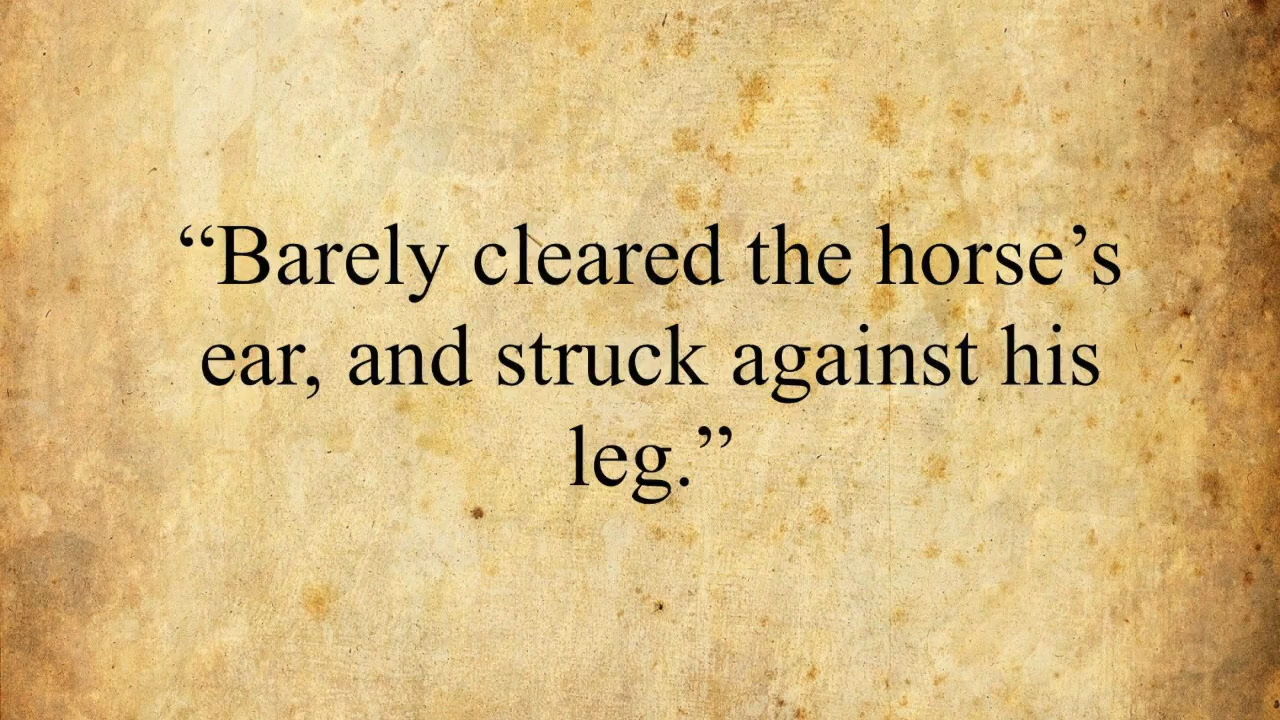 “Barely cleared the horse’s
ear, and struck against his
leg.”